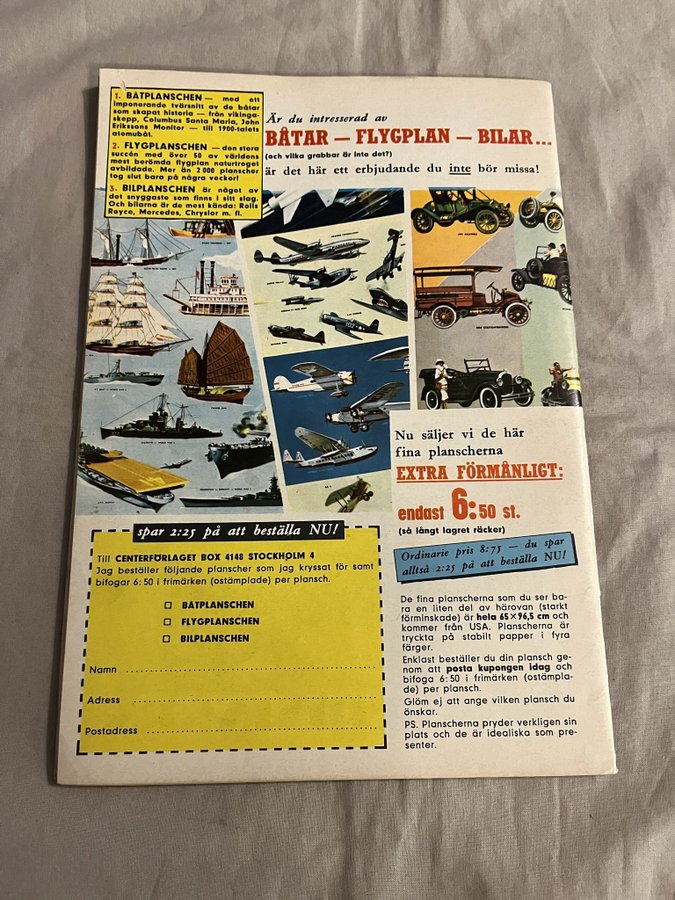 1. BÅTPLANSCHEN — med ett
imponerande tvärsnitt av de båtar
som skapat historia — från vikinga-
skepp, Columbus Santa Maria, John
Erikssons Monitor — till 1900-talets
atomubåt.
2. FLYGPLANSCHEN — den stora
succén med över 50 av världens
mest berömda flygplan naturtroget
avbildade. Mer än 2 000 planscher
tog slut bara på några veckor!
3. BILPLANSCHEN är något av
det snyggaste som finns i sitt slag.
Och bilarna är de mest kända: Rolls
Royce, Mercedes, Chrysler m. fl.
Är du intresserad av
BÅTAR — FLYGPLAN — BILAR...
(och vilka grabbar är inte det?)
är det här ett erbjudande du inte bör missa!
Nu säljer vi de här
fina planscherna
EXTRA FÖRMÅNLIGT:
endast 6:50 st.
(så långt lagret räcker)
Ordinarie pris 8:75 — du spar
alltså 2:25 på att beställa NU!
spar 2:25 på att beställa NU!
Till CENTERFÖRLAGET BOX 4148 STOCKHOLM 4
Jag beställer följande planscher som jag kryssat för samt
bifogar 6:50 i frimärken (ostämplade) per plansch.
BÅTPLANSCHEN
FLYGPLANSCHEN
BILPLANSCHEN
Namn
Adress
Postadress
De fina planscherna som du ser ba-
ra en liten del av härovan (starkt
förminskade) är hela 65×96,5 cm och
kommer från USA. Planscherna är
tryckta på stabilt papper i fyra
färger.
Enklast beställer du din plansch ge-
nom att posta kupongen idag och
bifoga 6:50 i frimärken (ostämpla-
de) per plansch.
Glöm ej att ange vilken plansch du
önskar.
PS. Planscherna pryder verkligen sin
plats och de är idealiska som pre-
senter.